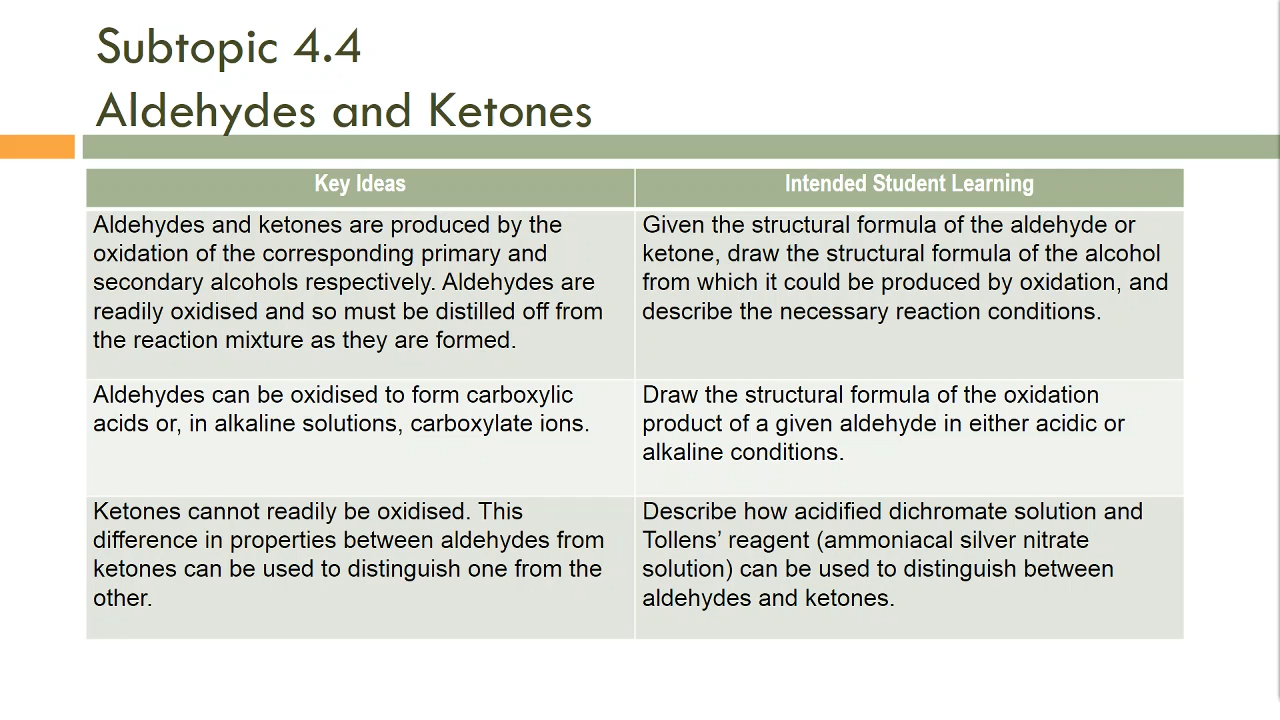 Subtopic 4.4
Aldehydes and Ketones
Key Ideas
Intended Student Learning
Aldehydes and ketones are produced by the
oxidation of the corresponding primary and
secondary alcohols respectively. Aldehydes are
readily oxidised and so must be distilled off from
the reaction mixture as they are formed.
Given the structural formula of the aldehyde or
ketone, draw the structural formula of the alcohol
from which it could be produced by oxidation, and
describe the necessary reaction conditions.
Aldehydes can be oxidised to form carboxylic
acids or, in alkaline solutions, carboxylate ions.
Draw the structural formula of the oxidation
product of a given aldehyde in either acidic or
alkaline conditions.
Ketones cannot readily be oxidised. This
difference in properties between aldehydes from
ketones can be used to distinguish one from the
other.
Describe how acidified dichromate solution and
Tollens’ reagent (ammoniacal silver nitrate
solution) can be used to distinguish between
aldehydes and ketones.